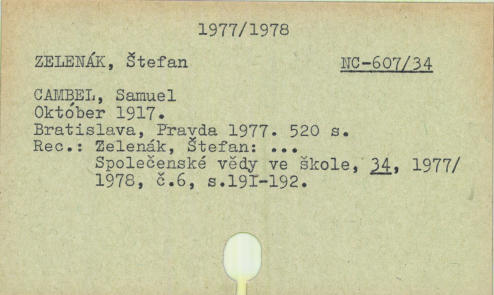 1977/1978
ZELENÁK, Štefan NC-607/34
CAMBEL, Samuel
Október 1917.
Bratislava, Pravda 1977. 520 s.
Rec.: Zelenák, Štefan: ...
Společenské vědy ve škole, 34, 1977/
1978, č.6, s.191-192.